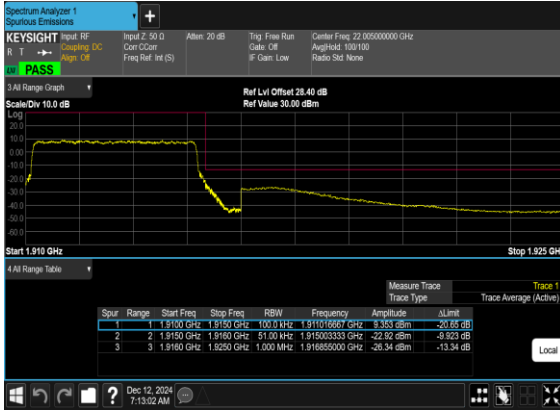 Spectrum Analyzer 1
Spurious Emissions
+
KEYSIGHT Input: RF Input Z: 50 Ω Atten: 20 dB Trig: Free Run Center Freq: 22.005000000 GHz
R T Coupling: DC Corr CCorr Gate: Off Avg|Hold: 100/100
Align: Off Freq Ref: Int (S) IF Gain: Low Radio Std: None
PASS
3 All Range Graph
Ref Lvl Offset 28.40 dB
Scale/Div 10.0 dB Ref Value 30.00 dBm
Log
20.0
10.0
0.00
-10.0
-20.0
-30.0
-40.0
-50.0
-60.0
Start 1.910 GHz Stop 1.925 GH
4 All Range Table
Measure Trace Trace 1
Trace Type Trace Average (Active)
Spur Range Start Freq Stop Freq RBW Frequency Amplitude ΔLimit
1 1 1.9100 GHz 1.9150 GHz 100.0 kHz 1.911016667 GHz 9.353 dBm -20.65 dB
2 2 1.9150 GHz 1.9160 GHz 51.00 kHz 1.915003333 GHz -22.92 dBm -9.923 dB
3 3 1.9160 GHz 1.9250 GHz 1.000 MHz 1.916855000 GHz -26.34 dBm -13.34 dB
Local
? Dec 12, 2024
7:13:02 AM